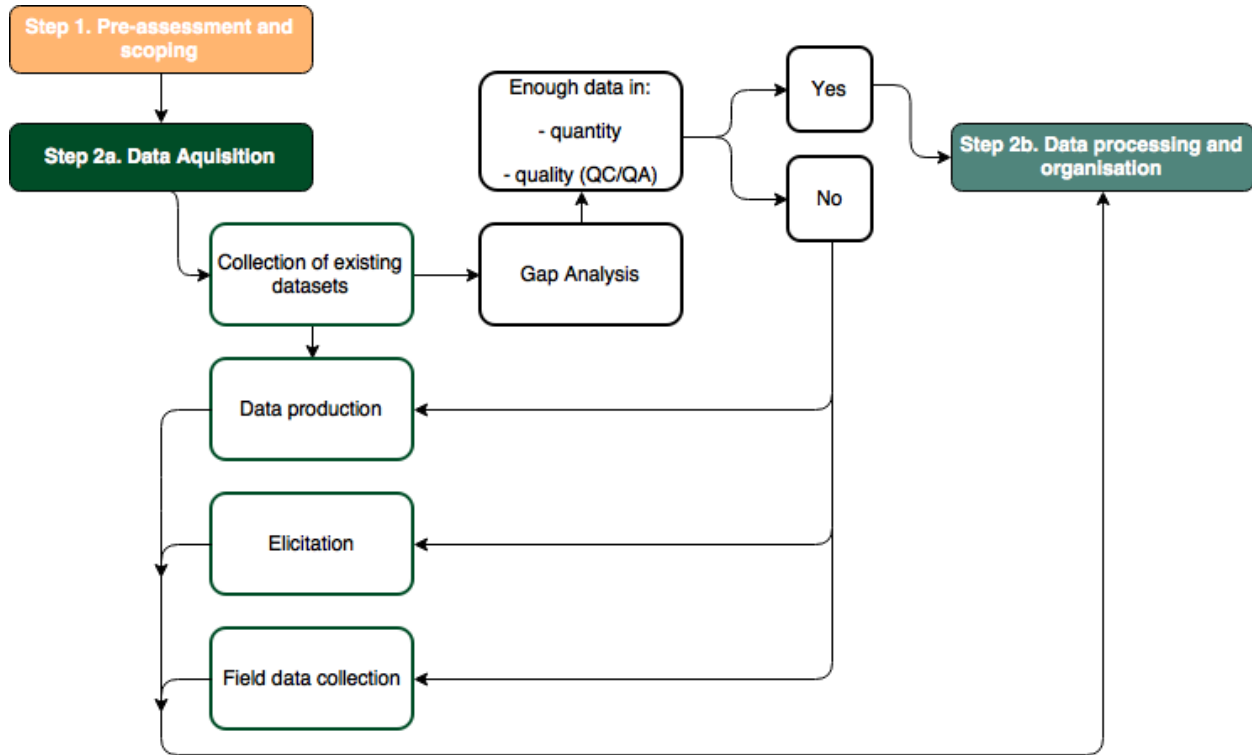 Step 1. Pre-assessment and
scoping
Step 2a. Data Aquisition
Enough data in:
- quantity
- quality (QC/QA)
Yes
No
Step 2b. Data processing and
organisation
Collection of existing
datasets
Gap Analysis
Data production
Elicitation
Field data collection